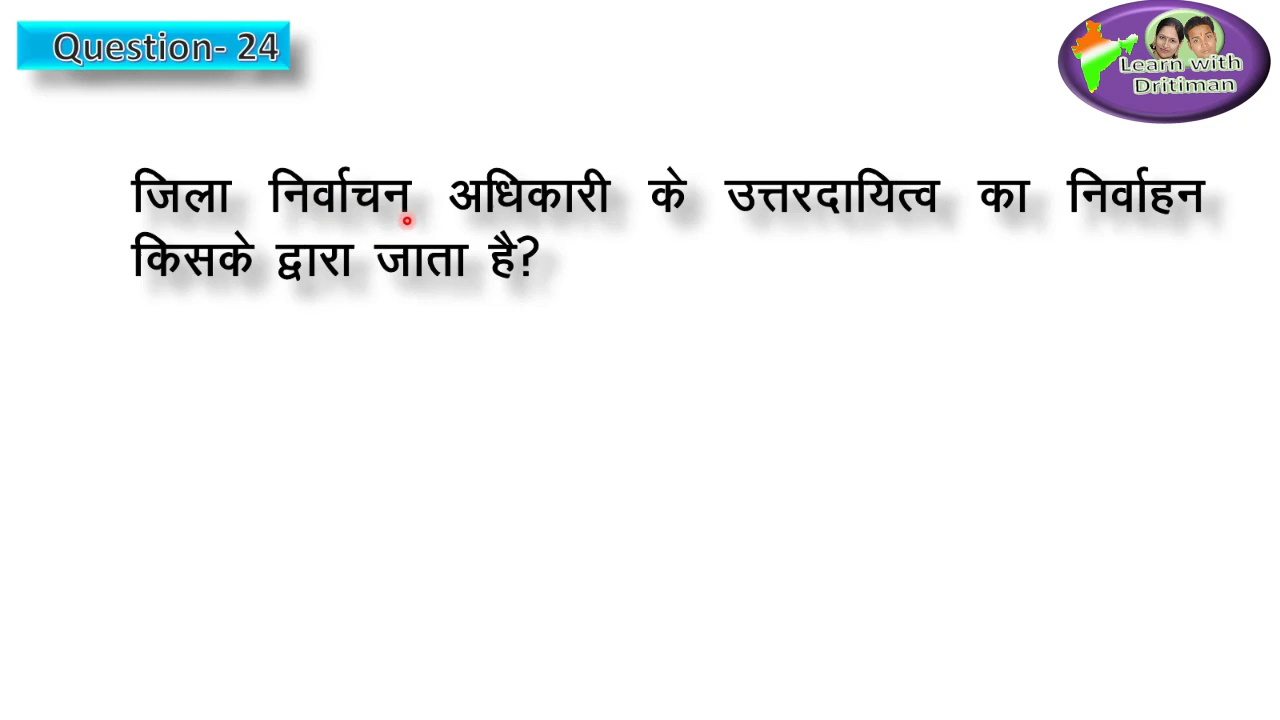 Question- 24
Learn with
Dritiman
जिला निर्वाचन अधिकारी के उत्तरदायित्व का निर्वाहन
किसके द्वारा जाता है?